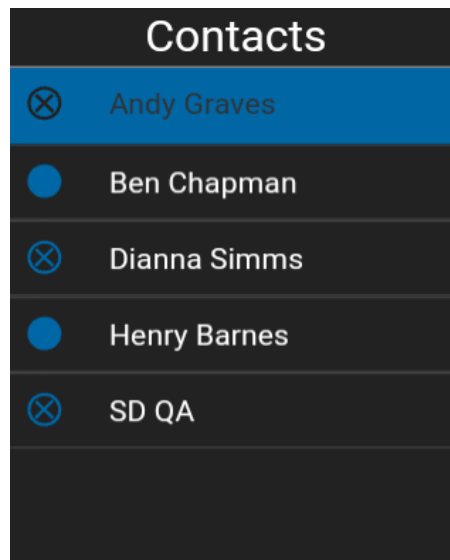 Contacts
Andy Graves
Ben Chapman
Dianna Simms
Henry Barnes
SD QA